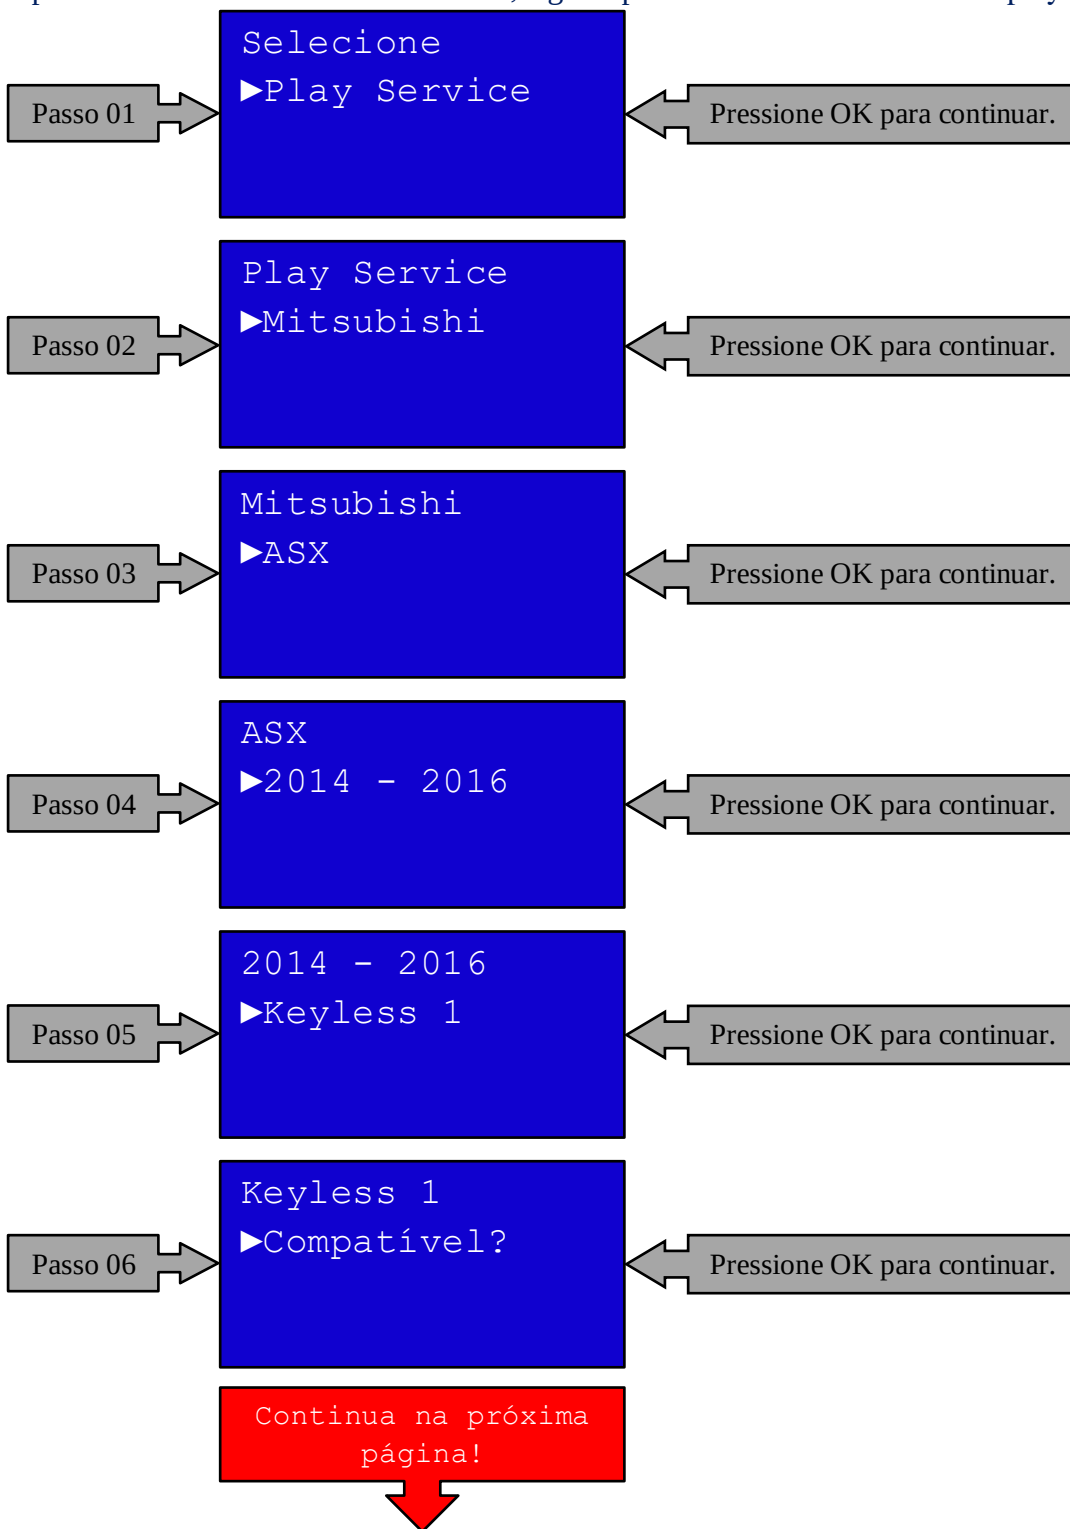 Selecione
►Play Service
Passo 01
Pressione OK para continuar.
Play Service
►Mitsubishi
Passo 02
Pressione OK para continuar.
Mitsubishi
►ASX
Passo 03
Pressione OK para continuar.
ASX
►2014 - 2016
Passo 04
Pressione OK para continuar.
2014 - 2016
►Keyless 1
Passo 05
Pressione OK para continuar.
Keyless 1
►Compatível?
Passo 06
Pressione OK para continuar.
Continua na próxima
página!